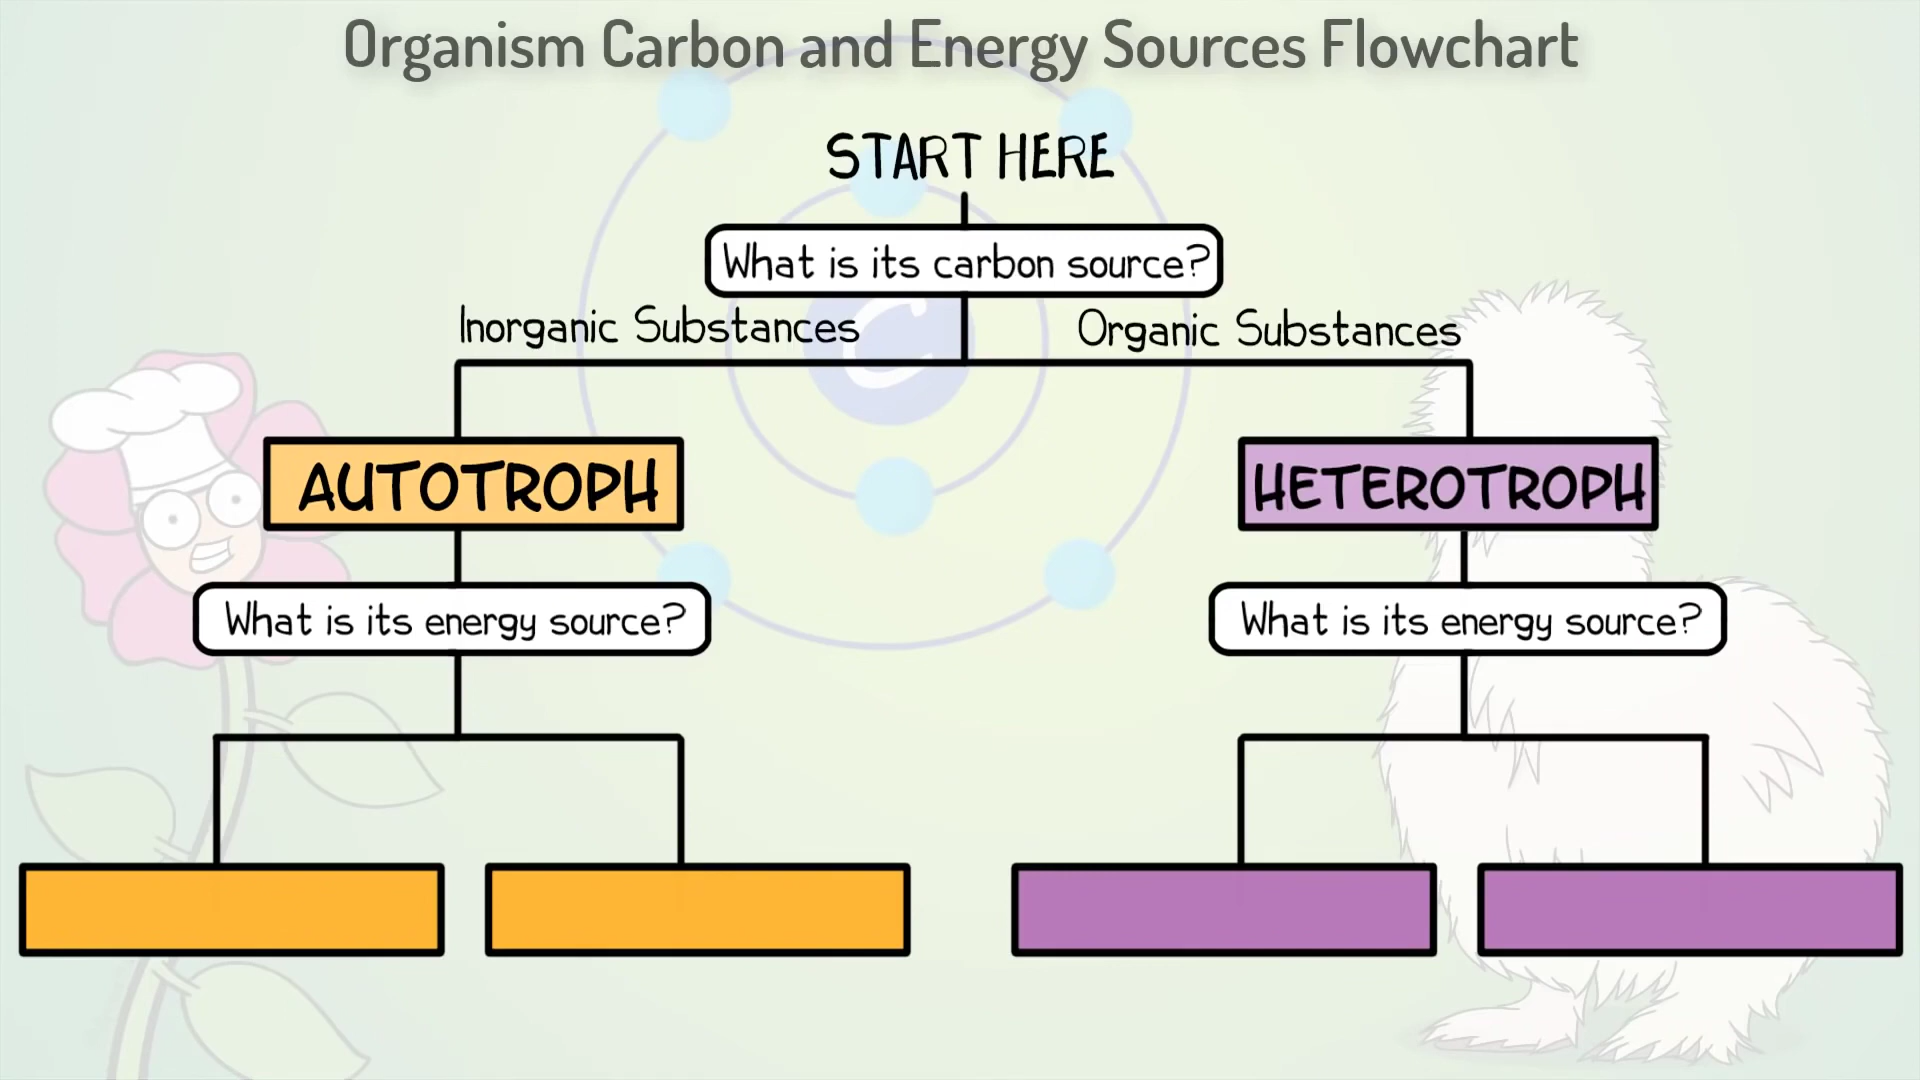 Organism Carbon and Energy Sources Flowchart
START HERE
What is its carbon source?
Inorganic Substances
Organic Substances
C
AUTOTROPH
HETEROTROPH
What is its energy source?
What is its energy source?